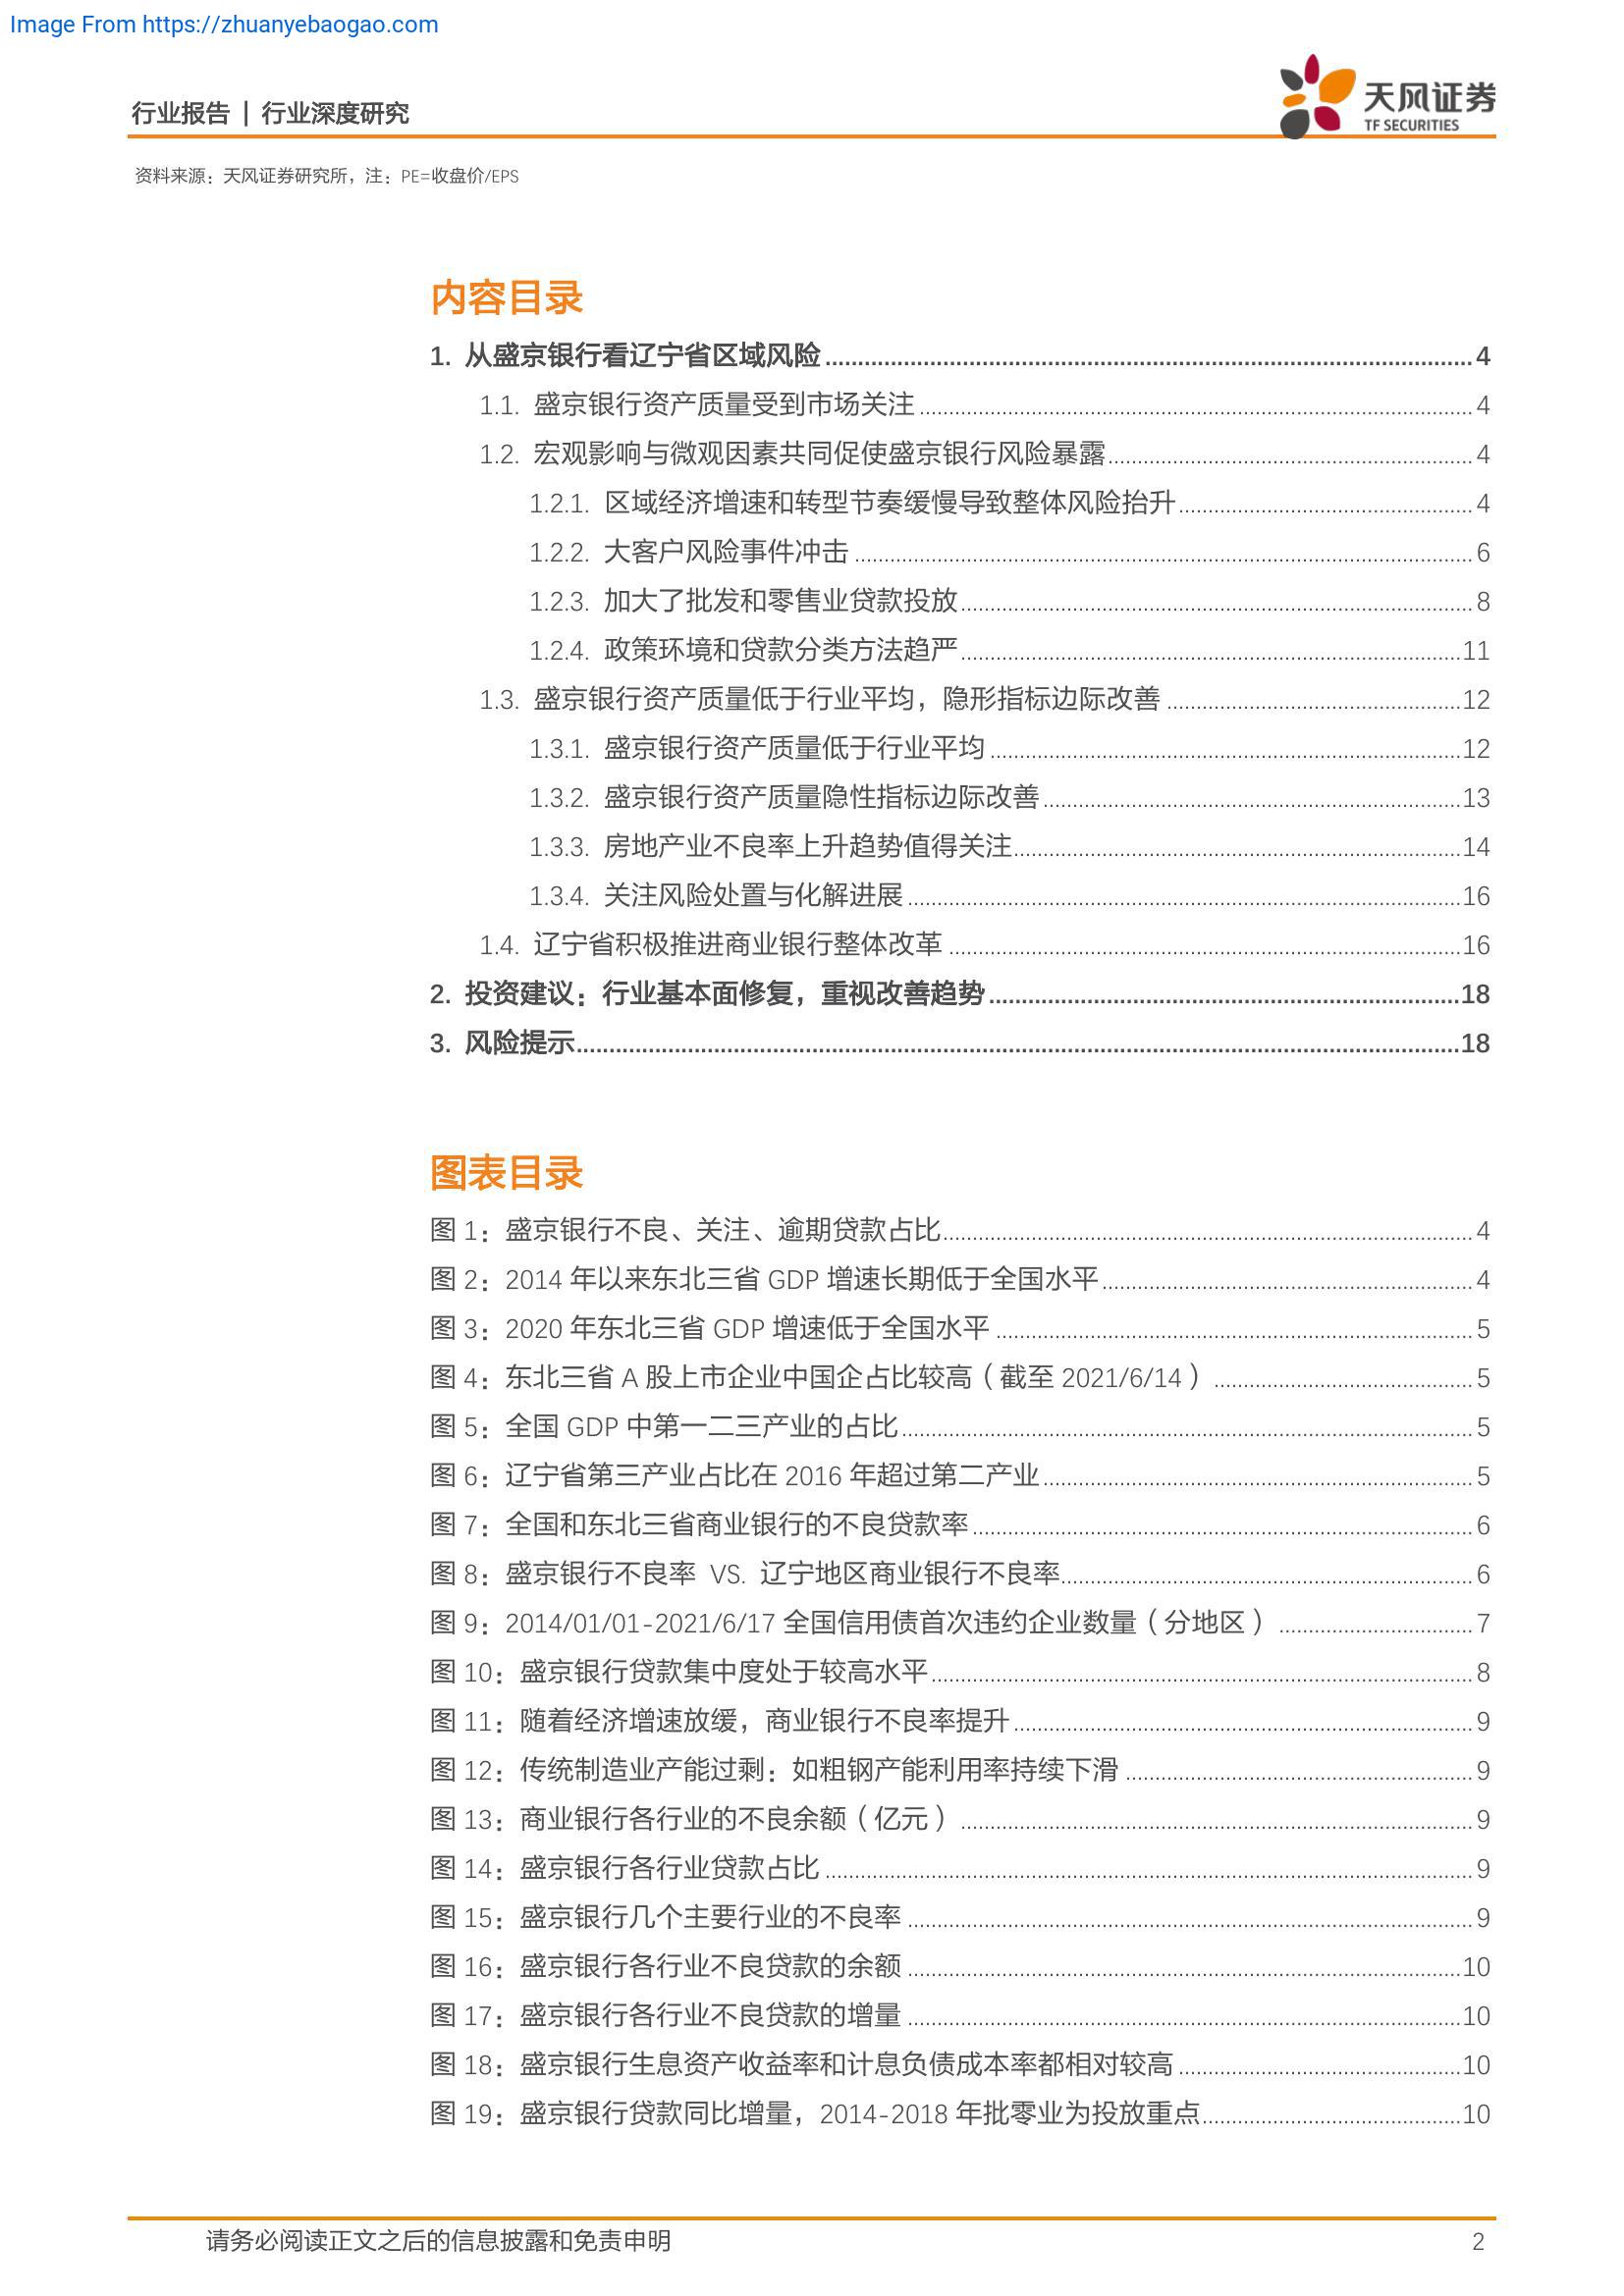 Image From https://zhuanyebaogao.com
行业报告 | 行业深度研究
天风证券
TF SECURITIES
资料来源：天风证券研究所，注：PE=收盘价/EPS
内容目录
1. 从盛京银行看辽宁省区域风险 4
1.1. 盛京银行资产质量受到市场关注 4
1.2. 宏观影响与微观因素共同促使盛京银行风险暴露 4
1.2.1. 区域经济增速和转型节奏缓慢导致整体风险抬升 4
1.2.2. 大客户风险事件冲击 6
1.2.3. 加大了批发和零售业贷款投放 8
1.2.4. 政策环境和贷款分类方法趋严 11
1.3. 盛京银行资产质量低于行业平均，隐形指标边际改善 12
1.3.1. 盛京银行资产质量低于行业平均 12
1.3.2. 盛京银行资产质量隐性指标边际改善 13
1.3.3. 房地产业不良率上升趋势值得关注 14
1.3.4. 关注风险处置与化解进展 16
1.4. 辽宁省积极推进商业银行整体改革 16
2. 投资建议：行业基本面修复，重视改善趋势 18
3. 风险提示 18
图表目录
图 1：盛京银行不良、关注、逾期贷款占比 4
图 2：2014 年以来东北三省 GDP 增速长期低于全国水平 4
图 3：2020 年东北三省 GDP 增速低于全国水平 5
图 4：东北三省 A 股上市企业中国企占比较高（截至 2021/6/14） 5
图 5：全国 GDP 中第一二三产业的占比 5
图 6：辽宁省第三产业占比在 2016 年超过第二产业 5
图 7：全国和东北三省商业银行的不良贷款率 6
图 8：盛京银行不良率 VS. 辽宁地区商业银行不良率 6
图 9：2014/01/01-2021/6/17 全国信用债首次违约企业数量（分地区） 7
图 10：盛京银行贷款集中度处于较高水平 8
图 11：随着经济增速放缓，商业银行不良率提升 9
图 12：传统制造业产能过剩：如粗钢产能利用率持续下滑 9
图 13：商业银行各行业的不良余额（亿元） 9
图 14：盛京银行各行业贷款占比 9
图 15：盛京银行几个主要行业的不良率 9
图 16：盛京银行各行业不良贷款的余额 10
图 17：盛京银行各行业不良贷款的增量 10
图 18：盛京银行生息资产收益率和计息负债成本率都相对较高 10
图 19：盛京银行贷款同比增量，2014-2018 年批零业为投放重点 10
请务必阅读正文之后的信息披露和免责申明 2